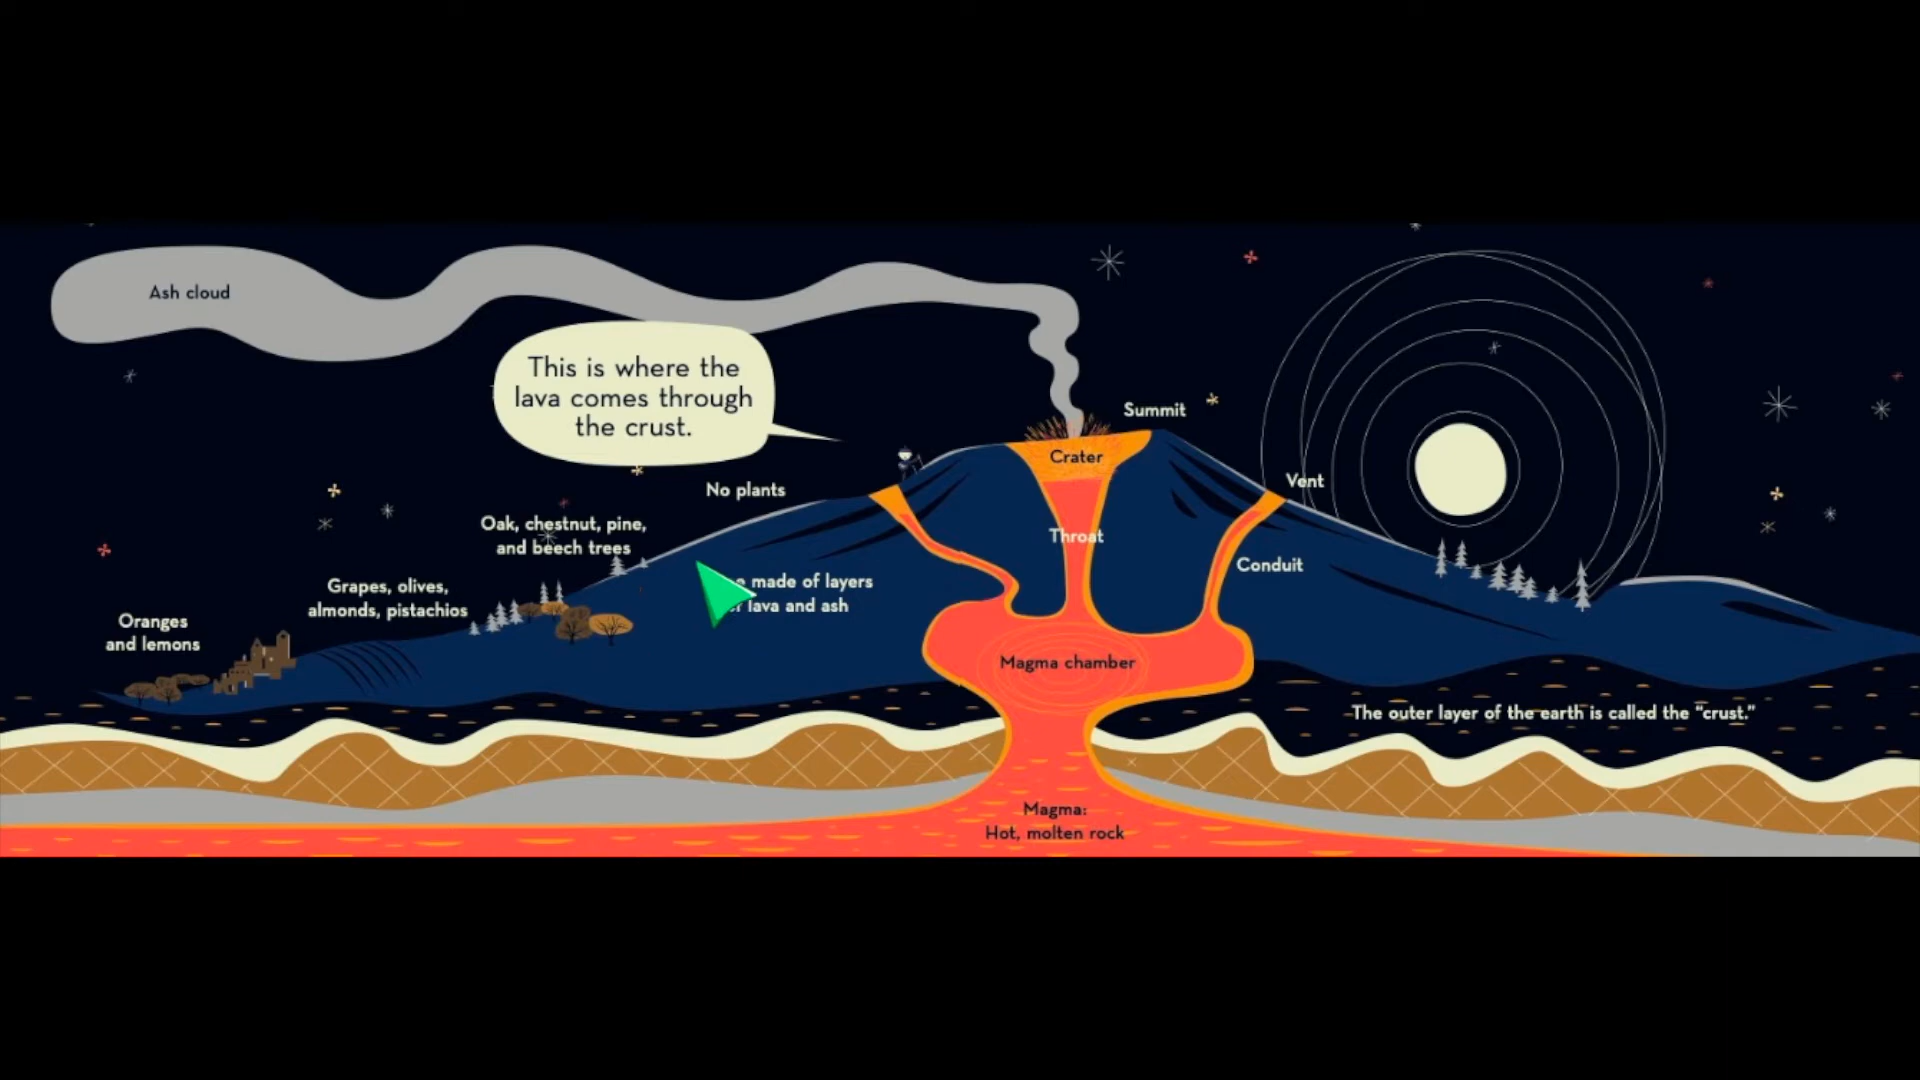 Ash cloud
This is where the
lava comes through
the crust.
Summit
Crater
No plants
Vent
Oak, chestnut, pine,
and beech trees
Throat
Conduit
Grapes, olives,
almonds, pistachios
made of layers
lava and ash
Oranges
and lemons
Magma chamber
The outer layer of the earth is called the “crust.”
Magma:
Hot, molten rock